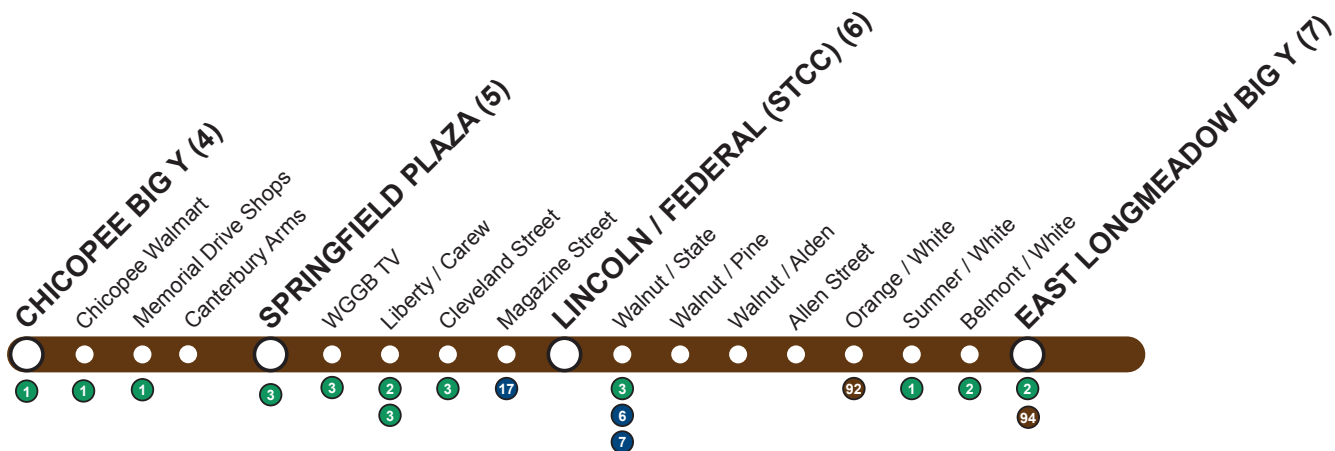 CHICOPEE BIG Y (4)
Chicopee Walmart
Memorial Drive Shops
Canterbury Arms
SPRINGFIELD PLAZA (5)
WGGB TV
Liberty / Carew
Cleveland Street
Magazine Street
LINCOLN / FEDERAL (STCC) (6)
Walnut / State
Walnut / Pine
Walnut / Alden
Allen Street
Orange / White
Sumner / White
Belmont / White
EAST LONGMEADOW BIG Y (7)
1
1
1
3
3
2
3
3
17
3
6
7
92
1
2
2
94